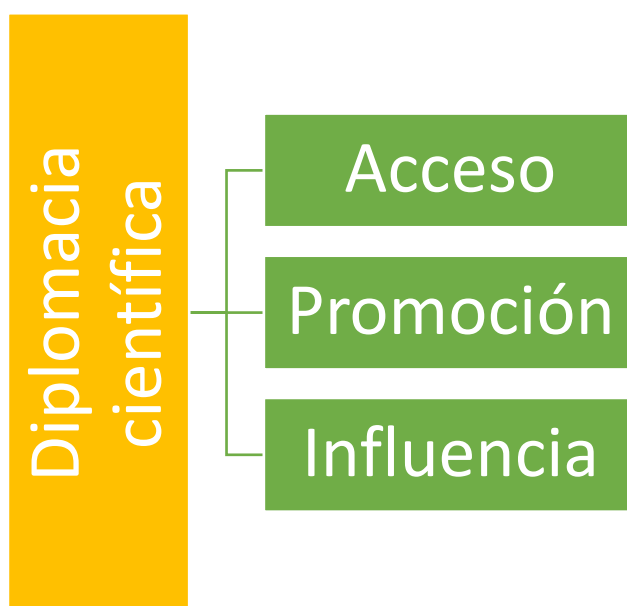 Diplomacia
científica
Acceso
Promoción
Influencia